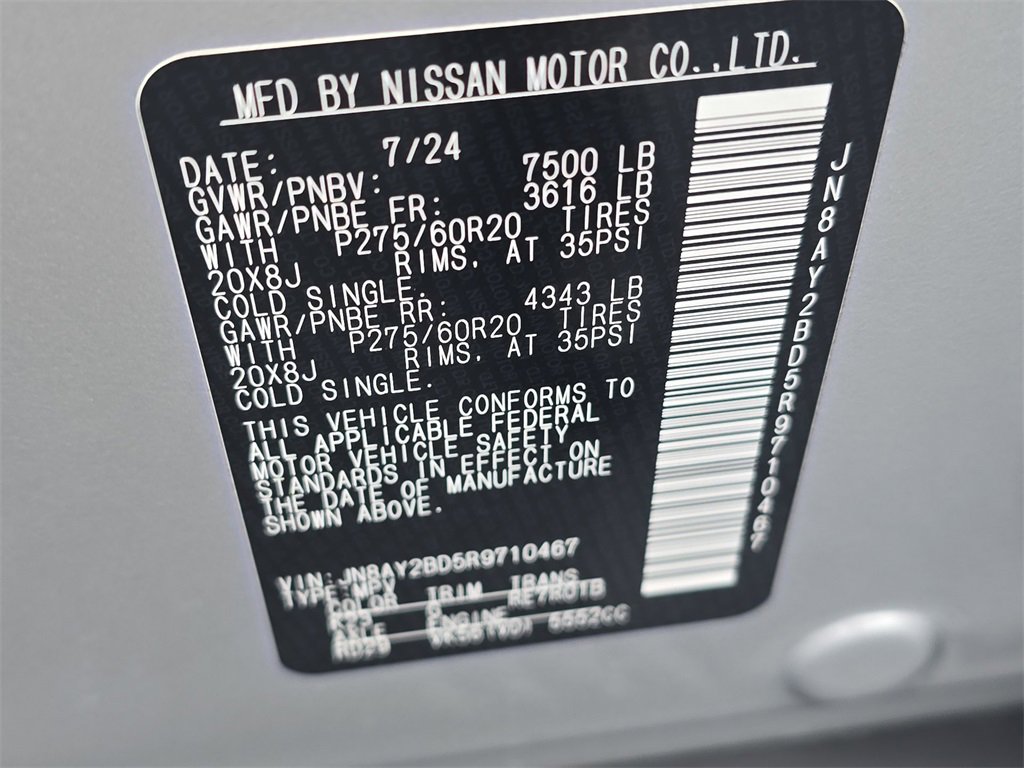 MFD BY NISSAN MOTOR CO.,LTD.
DATE: 7/24
GVWR/PNBV: 7500 LB
GAWR/PNBE FR: 3616 LB
WITH P275/60R20 TIRES
20X8J RIMS, AT 35PSI
COLD SINGLE.
GAWR/PNBE RR: 4343 LB
WITH P275/60R20 TIRES
20X8J RIMS, AT 35PSI
COLD SINGLE.
THIS VEHICLE CONFORMS TO
ALL APPLICABLE FEDERAL
MOTOR VEHICLE SAFETY
STANDARDS IN EFFECT ON
THE DATE OF MANUFACTURE
SHOWN ABOVE.
VIN:JN8AY2BD5R9710467
TYPE:MPV
COLOR TRIM TRANS
K23 RE7R01B
AXLE ENGINE
5552CC
JN8AY2BD5R9710467